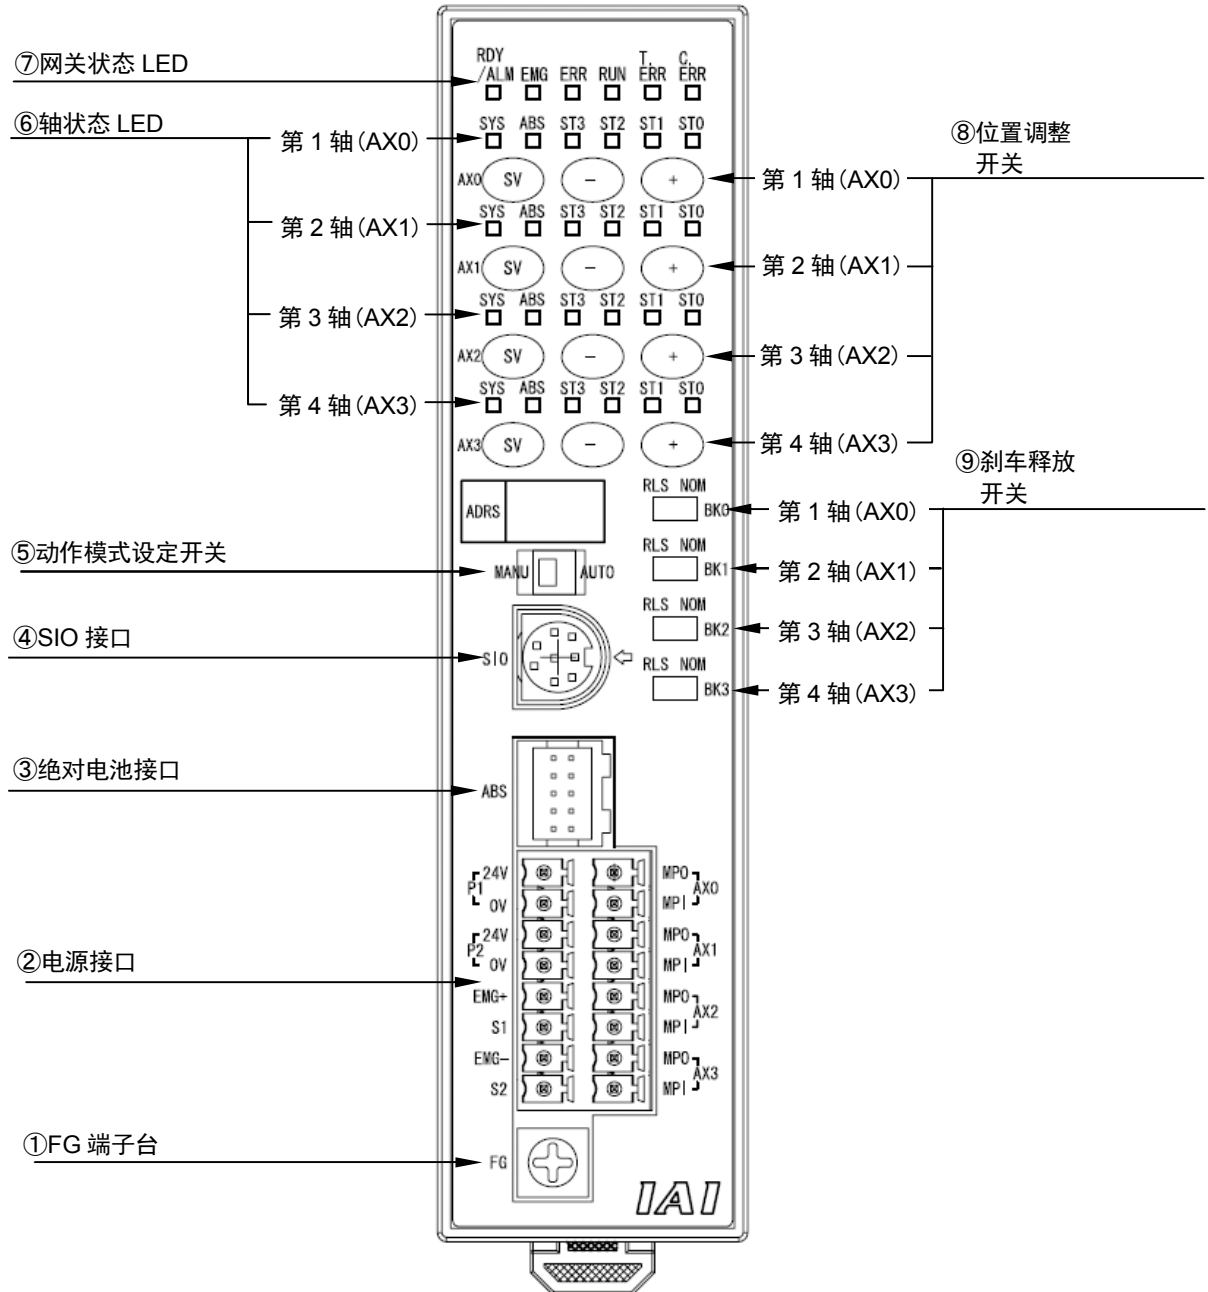 ⑦网关状态 LED
⑥轴状态 LED
第 1 轴(AX0)
第 2 轴(AX1)
第 3 轴(AX2)
第 4 轴(AX3)
⑤动作模式设定开关
④SIO 接口
③绝对电池接口
②电源接口
①FG 端子台
RDY
/ALM EMG ERR RUN T.ERR C.ERR
SYS ABS ST3 ST2 ST1 ST0
AX0 SV - +
SYS ABS ST3 ST2 ST1 ST0
AX1 SV - +
SYS ABS ST3 ST2 ST1 ST0
AX2 SV - +
SYS ABS ST3 ST2 ST1 ST0
AX3 SV - +
ADRS
MANU AUTO
SIO
RLS NOM
BK0
RLS NOM
BK1
RLS NOM
BK2
RLS NOM
BK3
ABS
P1 24V
0V
P2 24V
0V
EMG+
S1
EMG-
S2
MPO
MPI
AX0
MPO
MPI
AX1
MPO
MPI
AX2
MPO
MPI
AX3
FG
IAI
⑧位置调整
开关
第 1 轴(AX0)
第 2 轴(AX1)
第 3 轴(AX2)
第 4 轴(AX3)
⑨刹车释放
开关
第 1 轴(AX0)
第 2 轴(AX1)
第 3 轴(AX2)
第 4 轴(AX3)